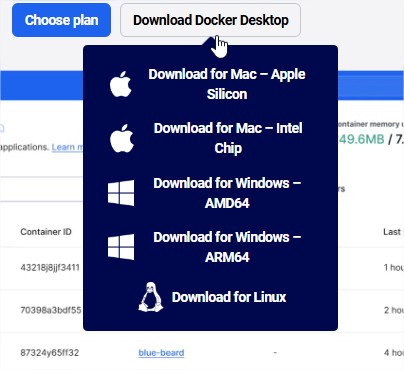 Choose plan
Download Docker Desktop
Download for Mac – Apple
Silicon
Download for Mac – Intel
Chip
ontainer memory u
applications. Learn m
49.6MB / 7.
Download for Windows –
AMD64
rs
Container ID
Last
Download for Windows –
ARM64
43218j8jjf3411
1 hou
70398a3bdf55
2 hou
Download for Linux
87324y65ff32
blue-beard
-
4 hou